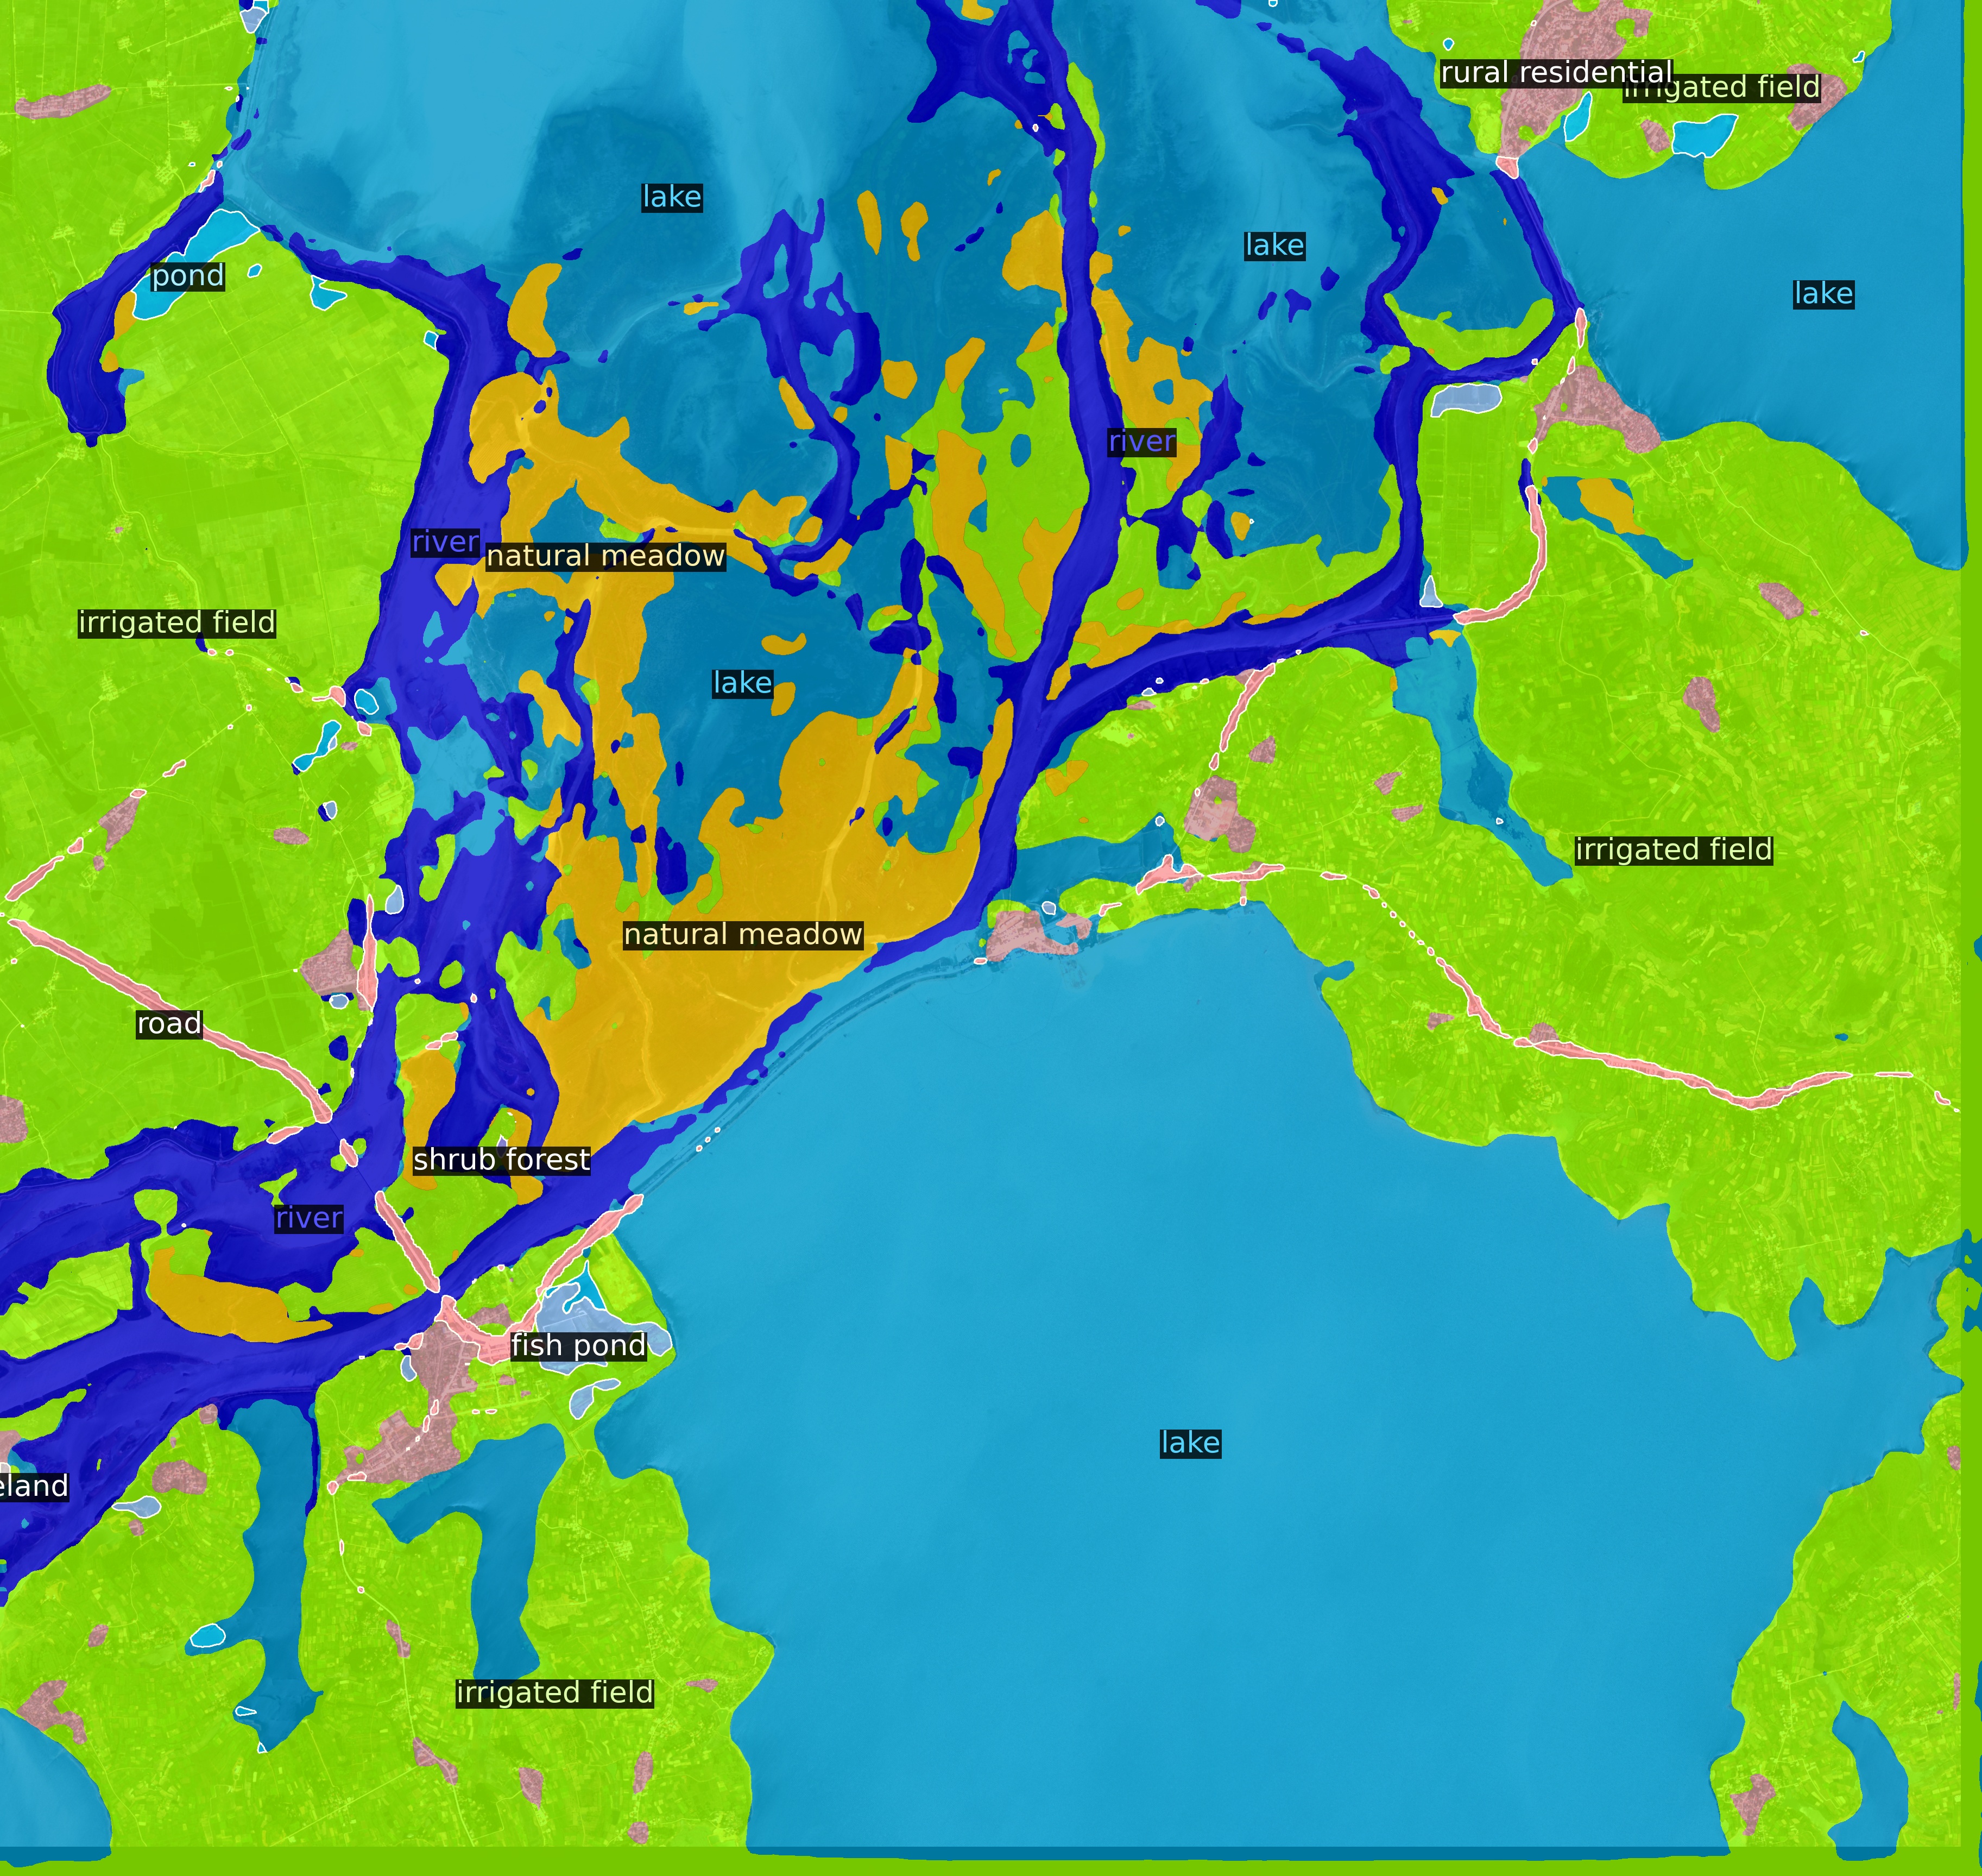 rural residential
irrigated field
lake
lake
pond
lake
river
river
natural meadow
irrigated field
lake
irrigated field
natural meadow
road
shrub forest
river
fish pond
lake
eland
irrigated field